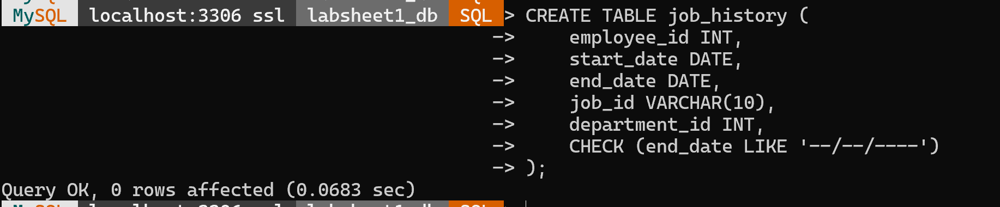 MySQL localhost:3306 ssl labsheet1_db SQL > CREATE TABLE job_history (
-> employee_id INT,
-> start_date DATE,
-> end_date DATE,
-> job_id VARCHAR(10),
-> department_id INT,
-> CHECK (end_date LIKE '--/--/----')
-> );
Query OK, 0 rows affected (0.0683 sec)